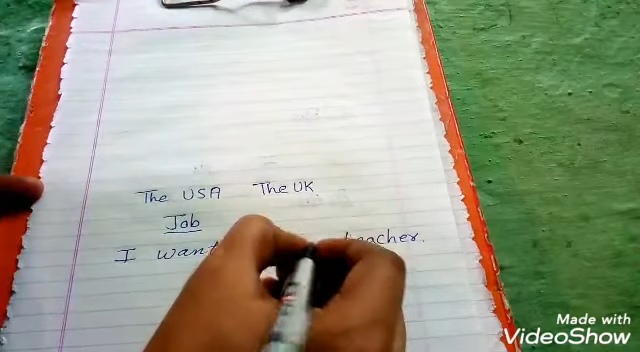 The USA The UK
Job
I want teacher.
Made with
VideoShow